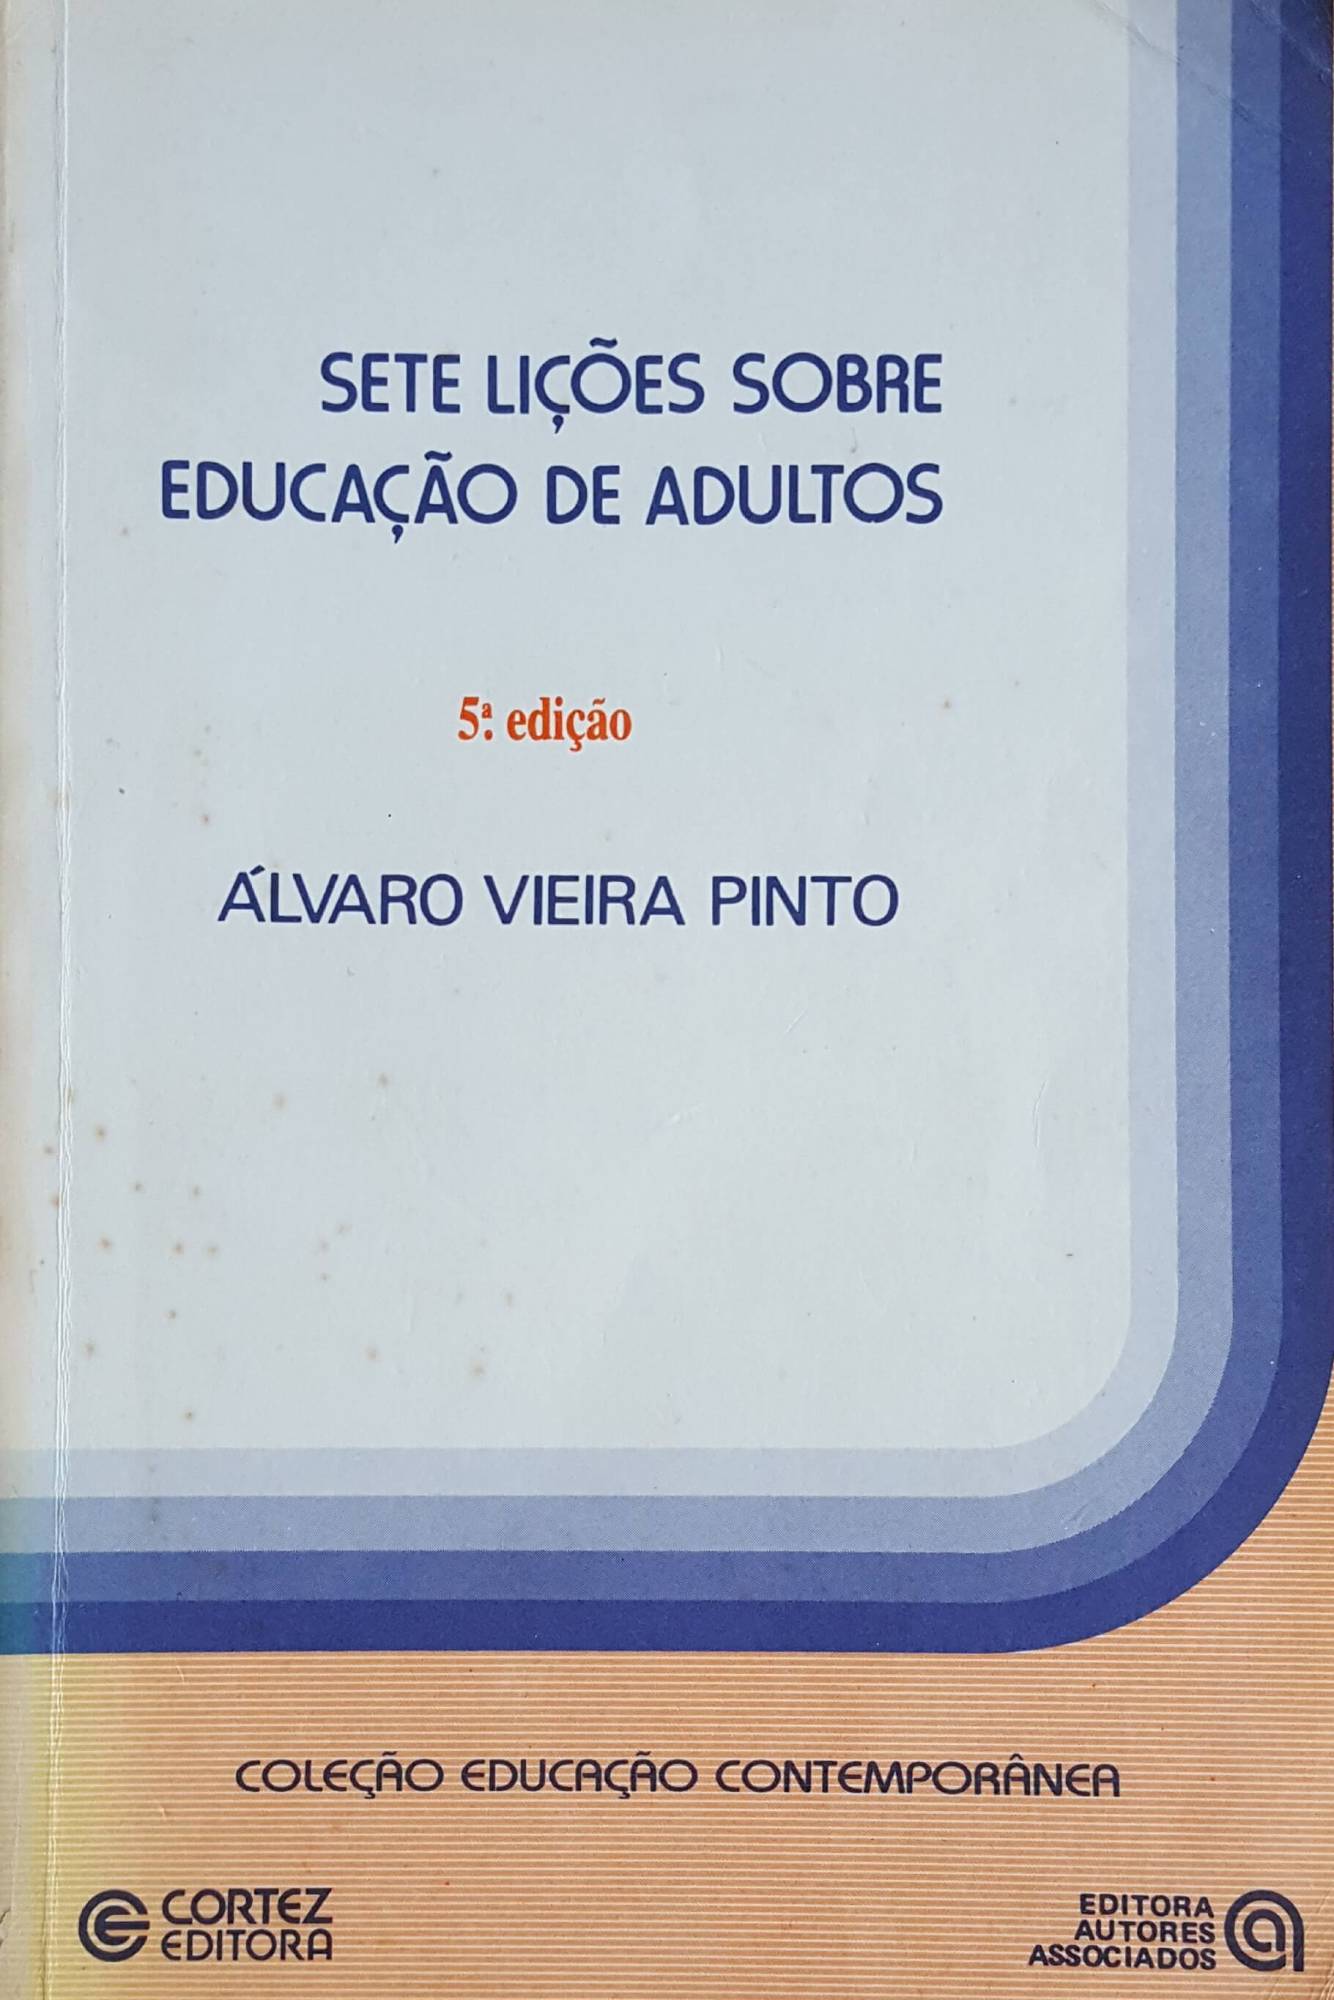 SETE LIÇÕES SOBRE
EDUCAÇÃO DE ADULTOS
5ª edição
ÁLVARO VIEIRA PINTO
COLEÇÃO EDUCAÇÃO CONTEMPORÂNEA
CORTEZ
EDITORA
EDITORA
AUTORES
ASSOCIADOS